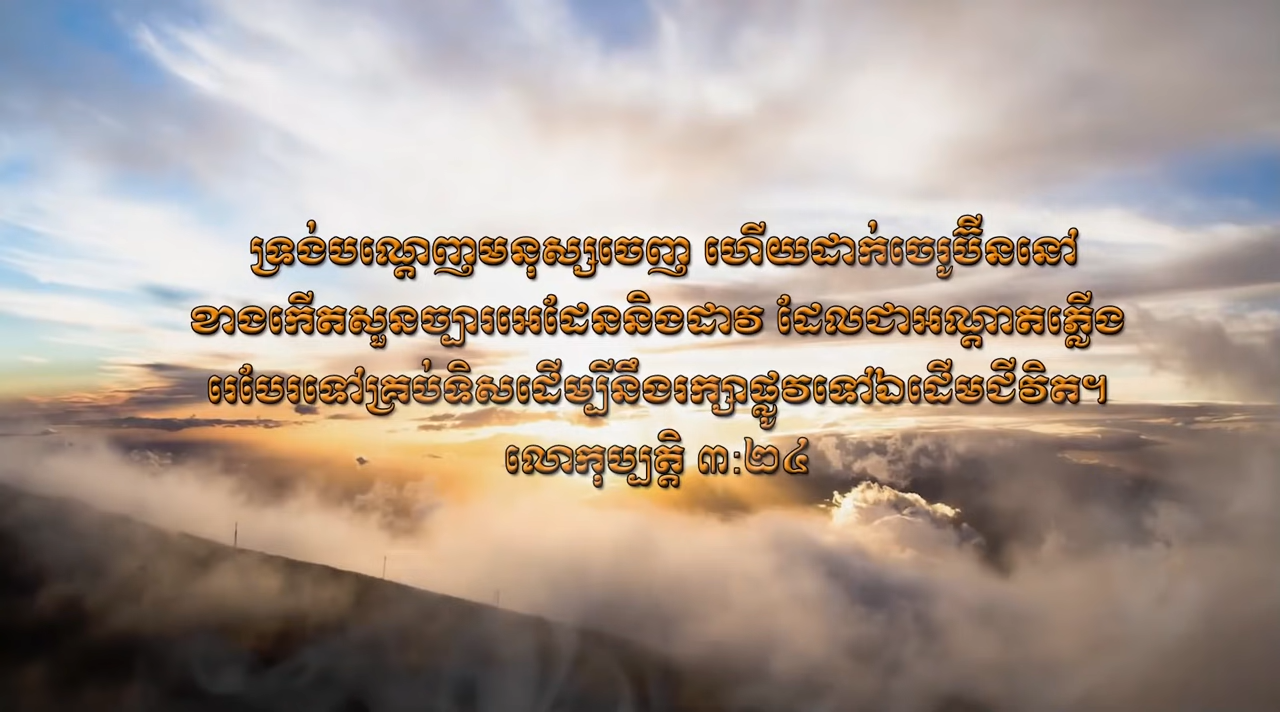 ទ្រង់បណ្តេញមនុស្សចេញ ហើយដាក់ចេរូប៊ីននៅ
ខាងកើតសួនច្បារអេដែននិងដាវ ដែលជាអណ្តាតភ្លើង
រេបែរទៅគ្រប់ទិសដើម្បីនឹងរក្សាផ្លូវទៅឯដើមជីវិត។
លោកុប្បត្តិ ៣:២៤